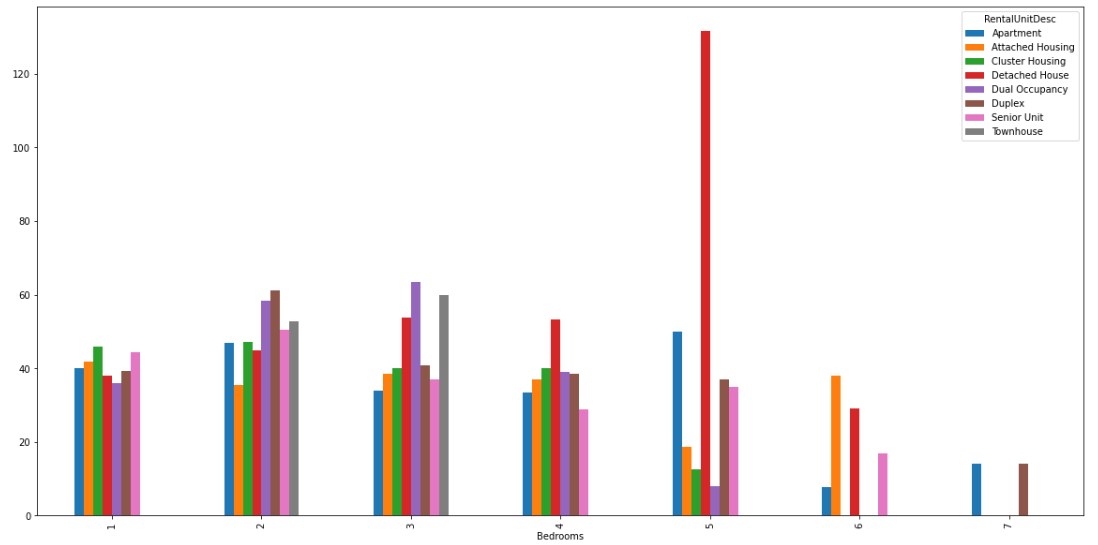 RentalUnitDesc
Apartment
Attached Housing
Cluster Housing
Detached House
Dual Occupancy
Duplex
Senior Unit
Townhouse
120
100
80
60
40
20
0
1 2 3 4 5 6 7
Bedrooms